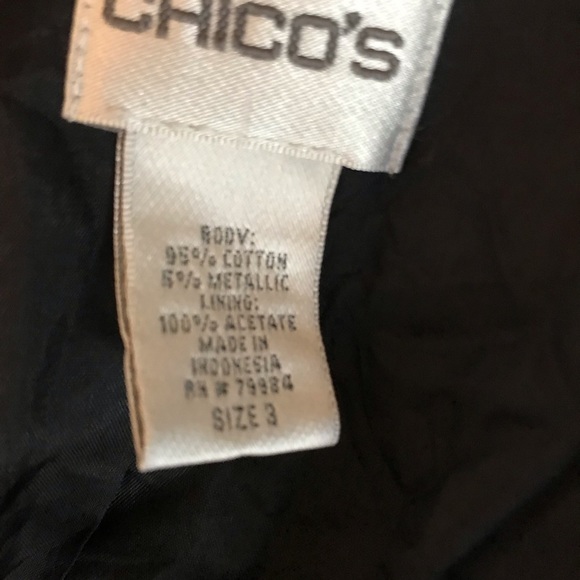 CHICO'S
BODY:
95% COTTON
5% METALLIC
LINING:
100% ACETATE
MADE IN
INDONESIA
RN # 79984
SIZE 3